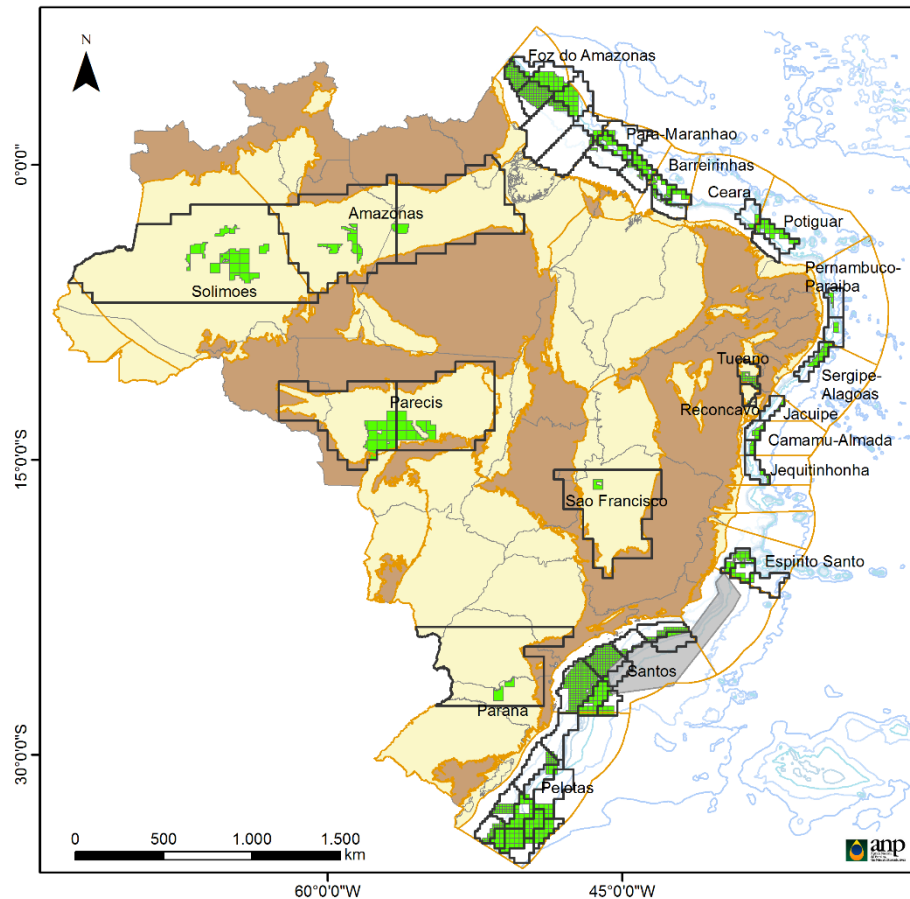 N
Foz do Amazonas
Para-Maranhao
Barreirinhas
Ceara
Potiguar
Pernambuco-
Paraiba
Amazonas
Solimoes
Tucano
Sergipe-
Alagoas
Reconcavo
Jacuipe
Parecis
Camamu-Almada
Jequitinhonha
Sao Francisco
Espirito Santo
Santos
Parana
Pelotas
0°0'0"
15°0'0"S
30°0'0"S
0 500 1.000 1.500
km
anp
60°0'0"W 45°0'0"W